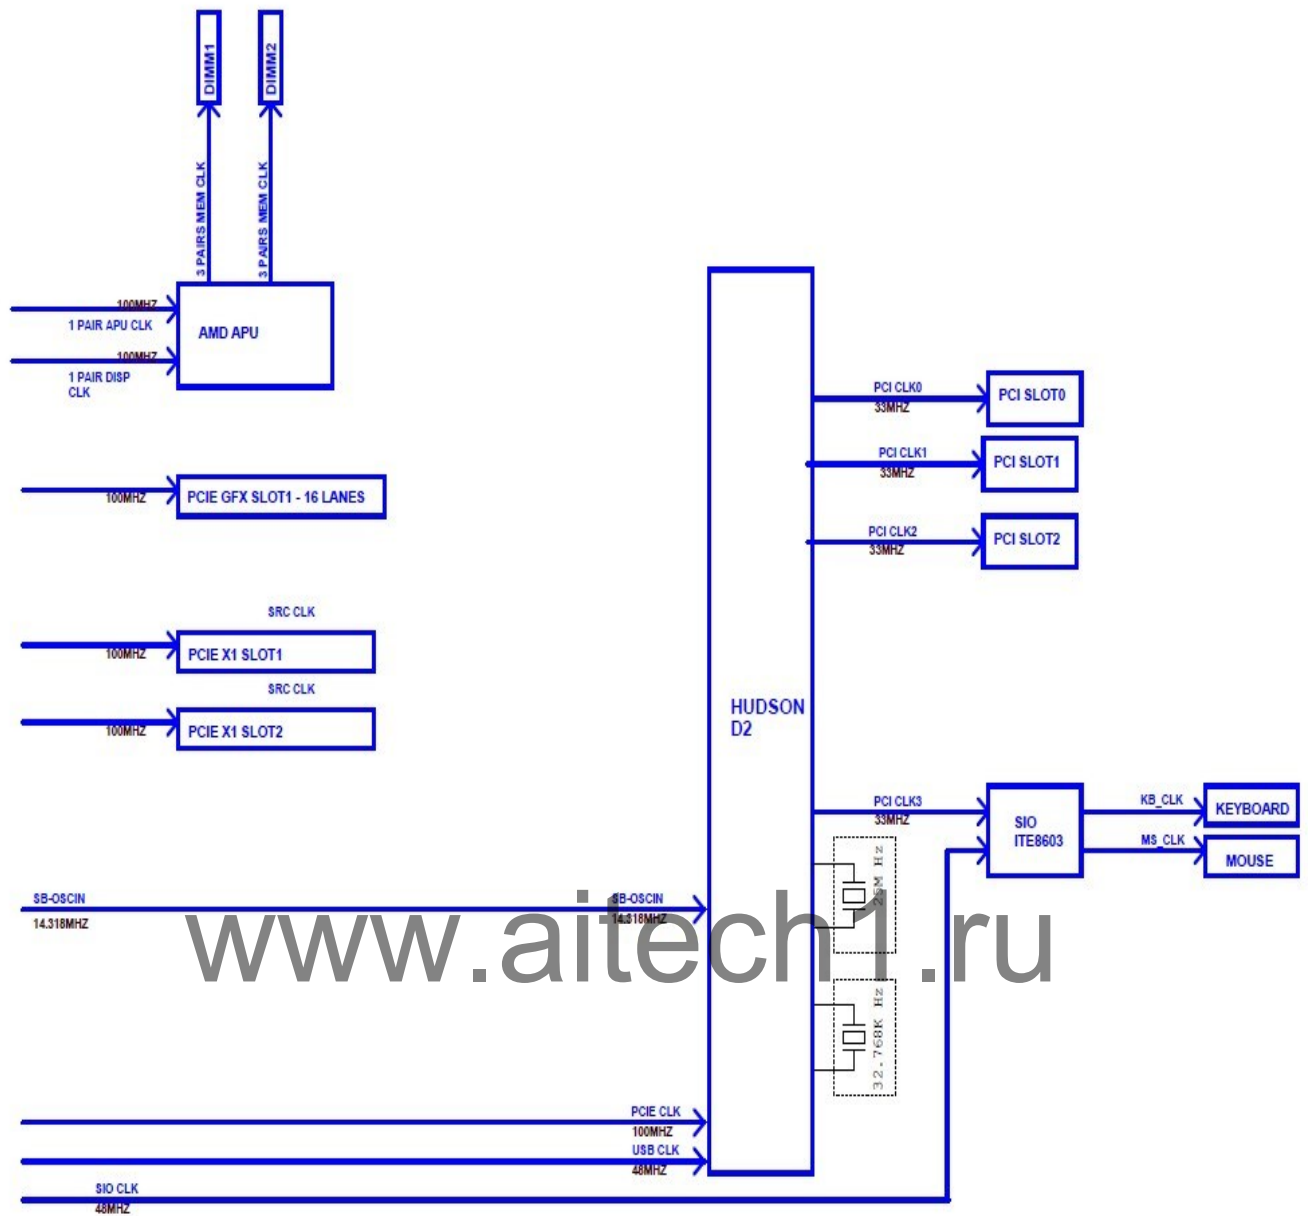 DIMM1
DIMM2
3 PAIRS MEM CLK
3 PAIRS MEM CLK
100MHZ
1 PAIR APU CLK
AMD APU
100MHZ
1 PAIR DISP
CLK
PCI CLK0
33MHZ
PCI SLOT0
PCI CLK1
33MHZ
PCI SLOT1
100MHZ
PCIE GFX SLOT1 - 16 LANES
PCI CLK2
33MHZ
PCI SLOT2
SRC CLK
100MHZ
PCIE X1 SLOT1
SRC CLK
100MHZ
PCIE X1 SLOT2
HUDSON
D2
PCI CLK3
33MHZ
SIO
ITE8603
KB_CLK
KEYBOARD
MS_CLK
MOUSE
25M Hz
SB-OSCIN
14.318MHZ
SB-OSCIN
14.318MHZ
www.aitech1.ru
32.768K Hz
PCIE CLK
100MHZ
USB CLK
48MHZ
SIO CLK
48MHZ